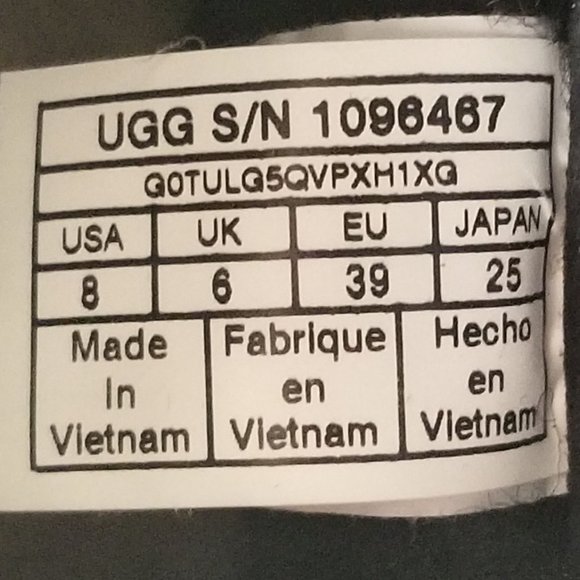 UGG S/N 1096467
G0TULG5QVPXH1XG
USA UK EU JAPAN
8 6 39 25
Made Fabrique Hecho
In en en
Vietnam Vietnam Vietnam